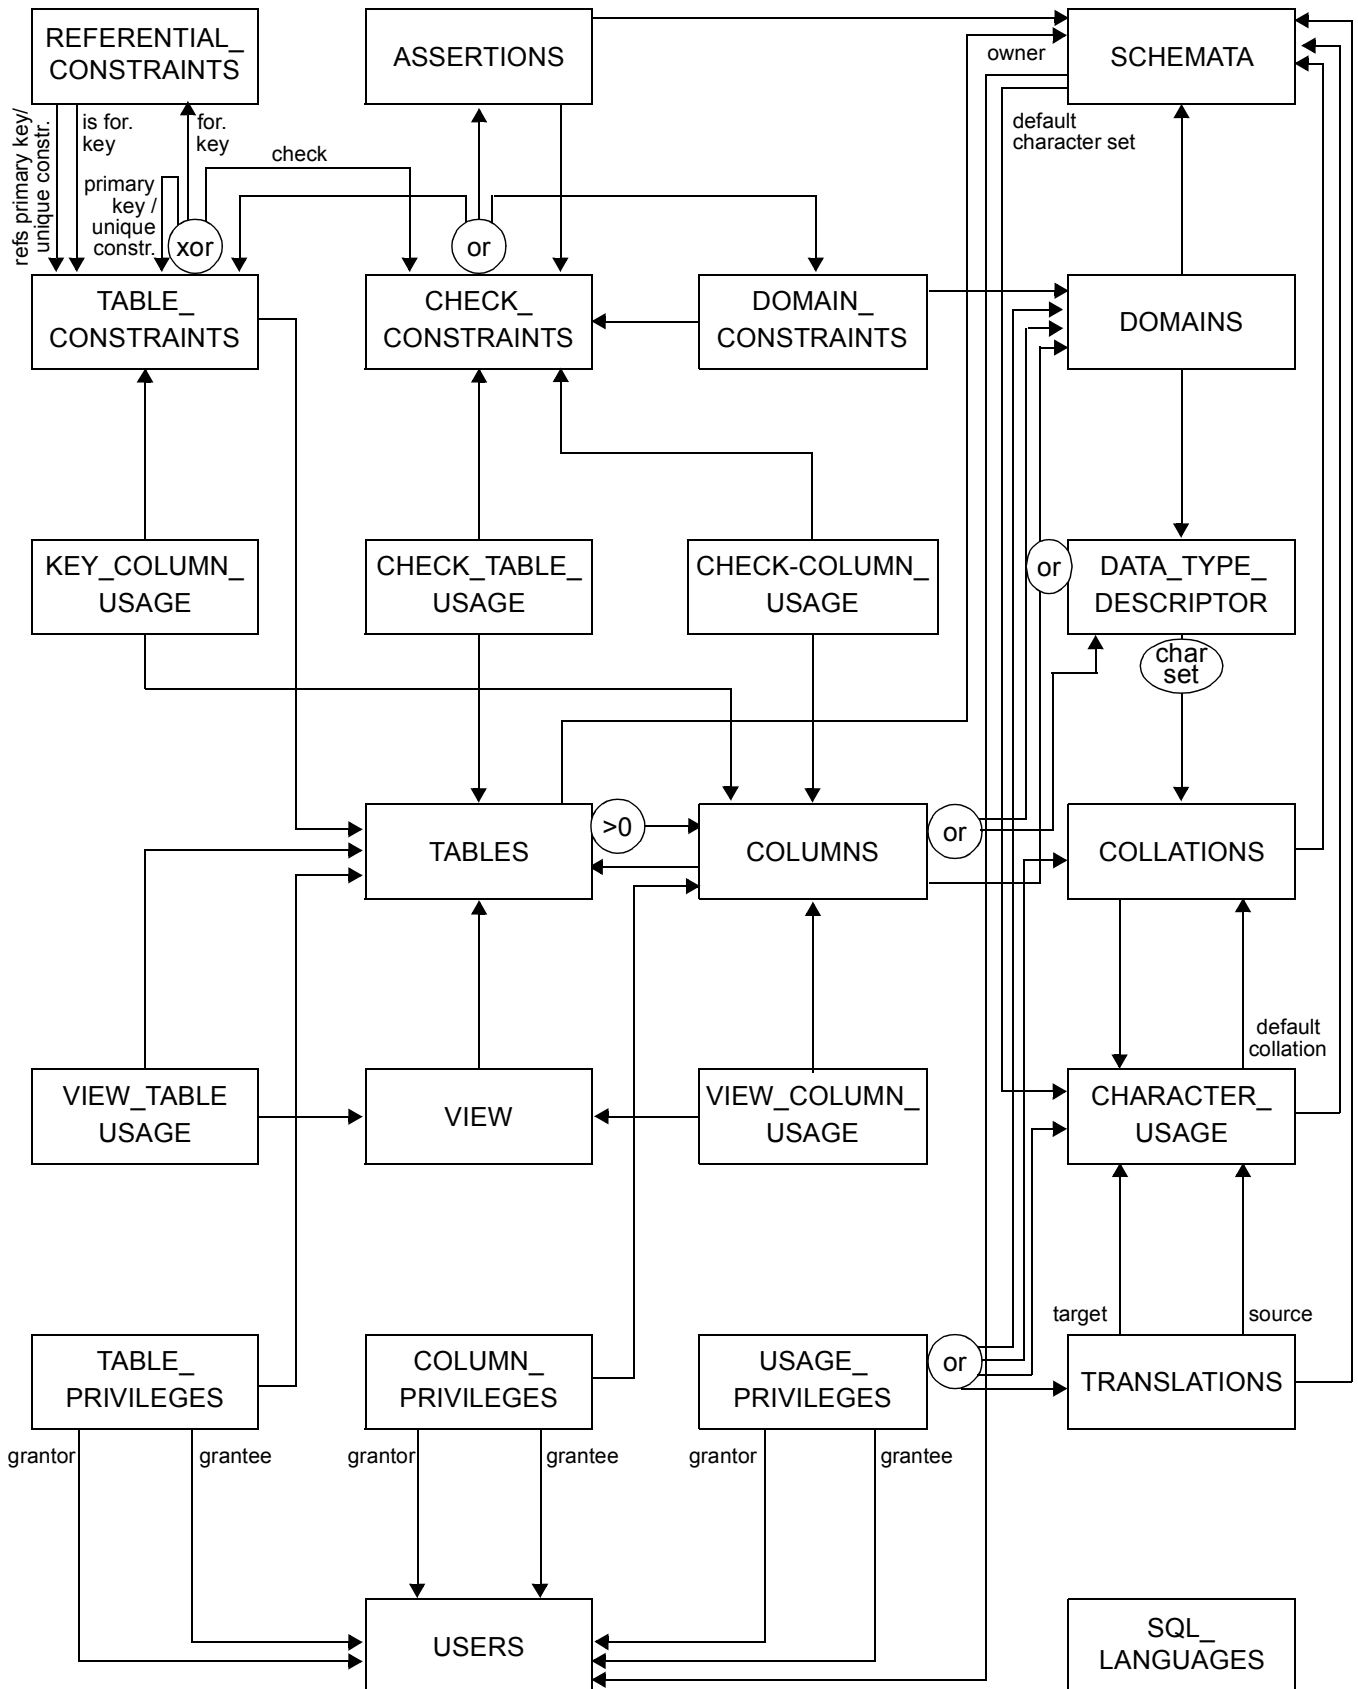 REFERENTIAL_
CONSTRAINTS
ASSERTIONS
SCHEMATA
owner
refs primary key/
unique constr.
is for.
key
for.
key
check
default
character set
primary
key /
unique
constr.
xor
or
TABLE_
CONSTRAINTS
CHECK_
CONSTRAINTS
DOMAIN_
CONSTRAINTS
DOMAINS
KEY_COLUMN_
USAGE
CHECK_TABLE_
USAGE
CHECK-COLUMN_
USAGE
or
DATA_TYPE_
DESCRIPTOR
char
set
TABLES
>0
COLUMNS
or
COLLATIONS
default
collation
VIEW_TABLE
USAGE
VIEW
VIEW_COLUMN_
USAGE
CHARACTER_
USAGE
target
source
TABLE_
PRIVILEGES
COLUMN_
PRIVILEGES
USAGE_
PRIVILEGES
or
TRANSLATIONS
grantor
grantee
grantor
grantee
grantor
grantee
USERS
SQL_
LANGUAGES